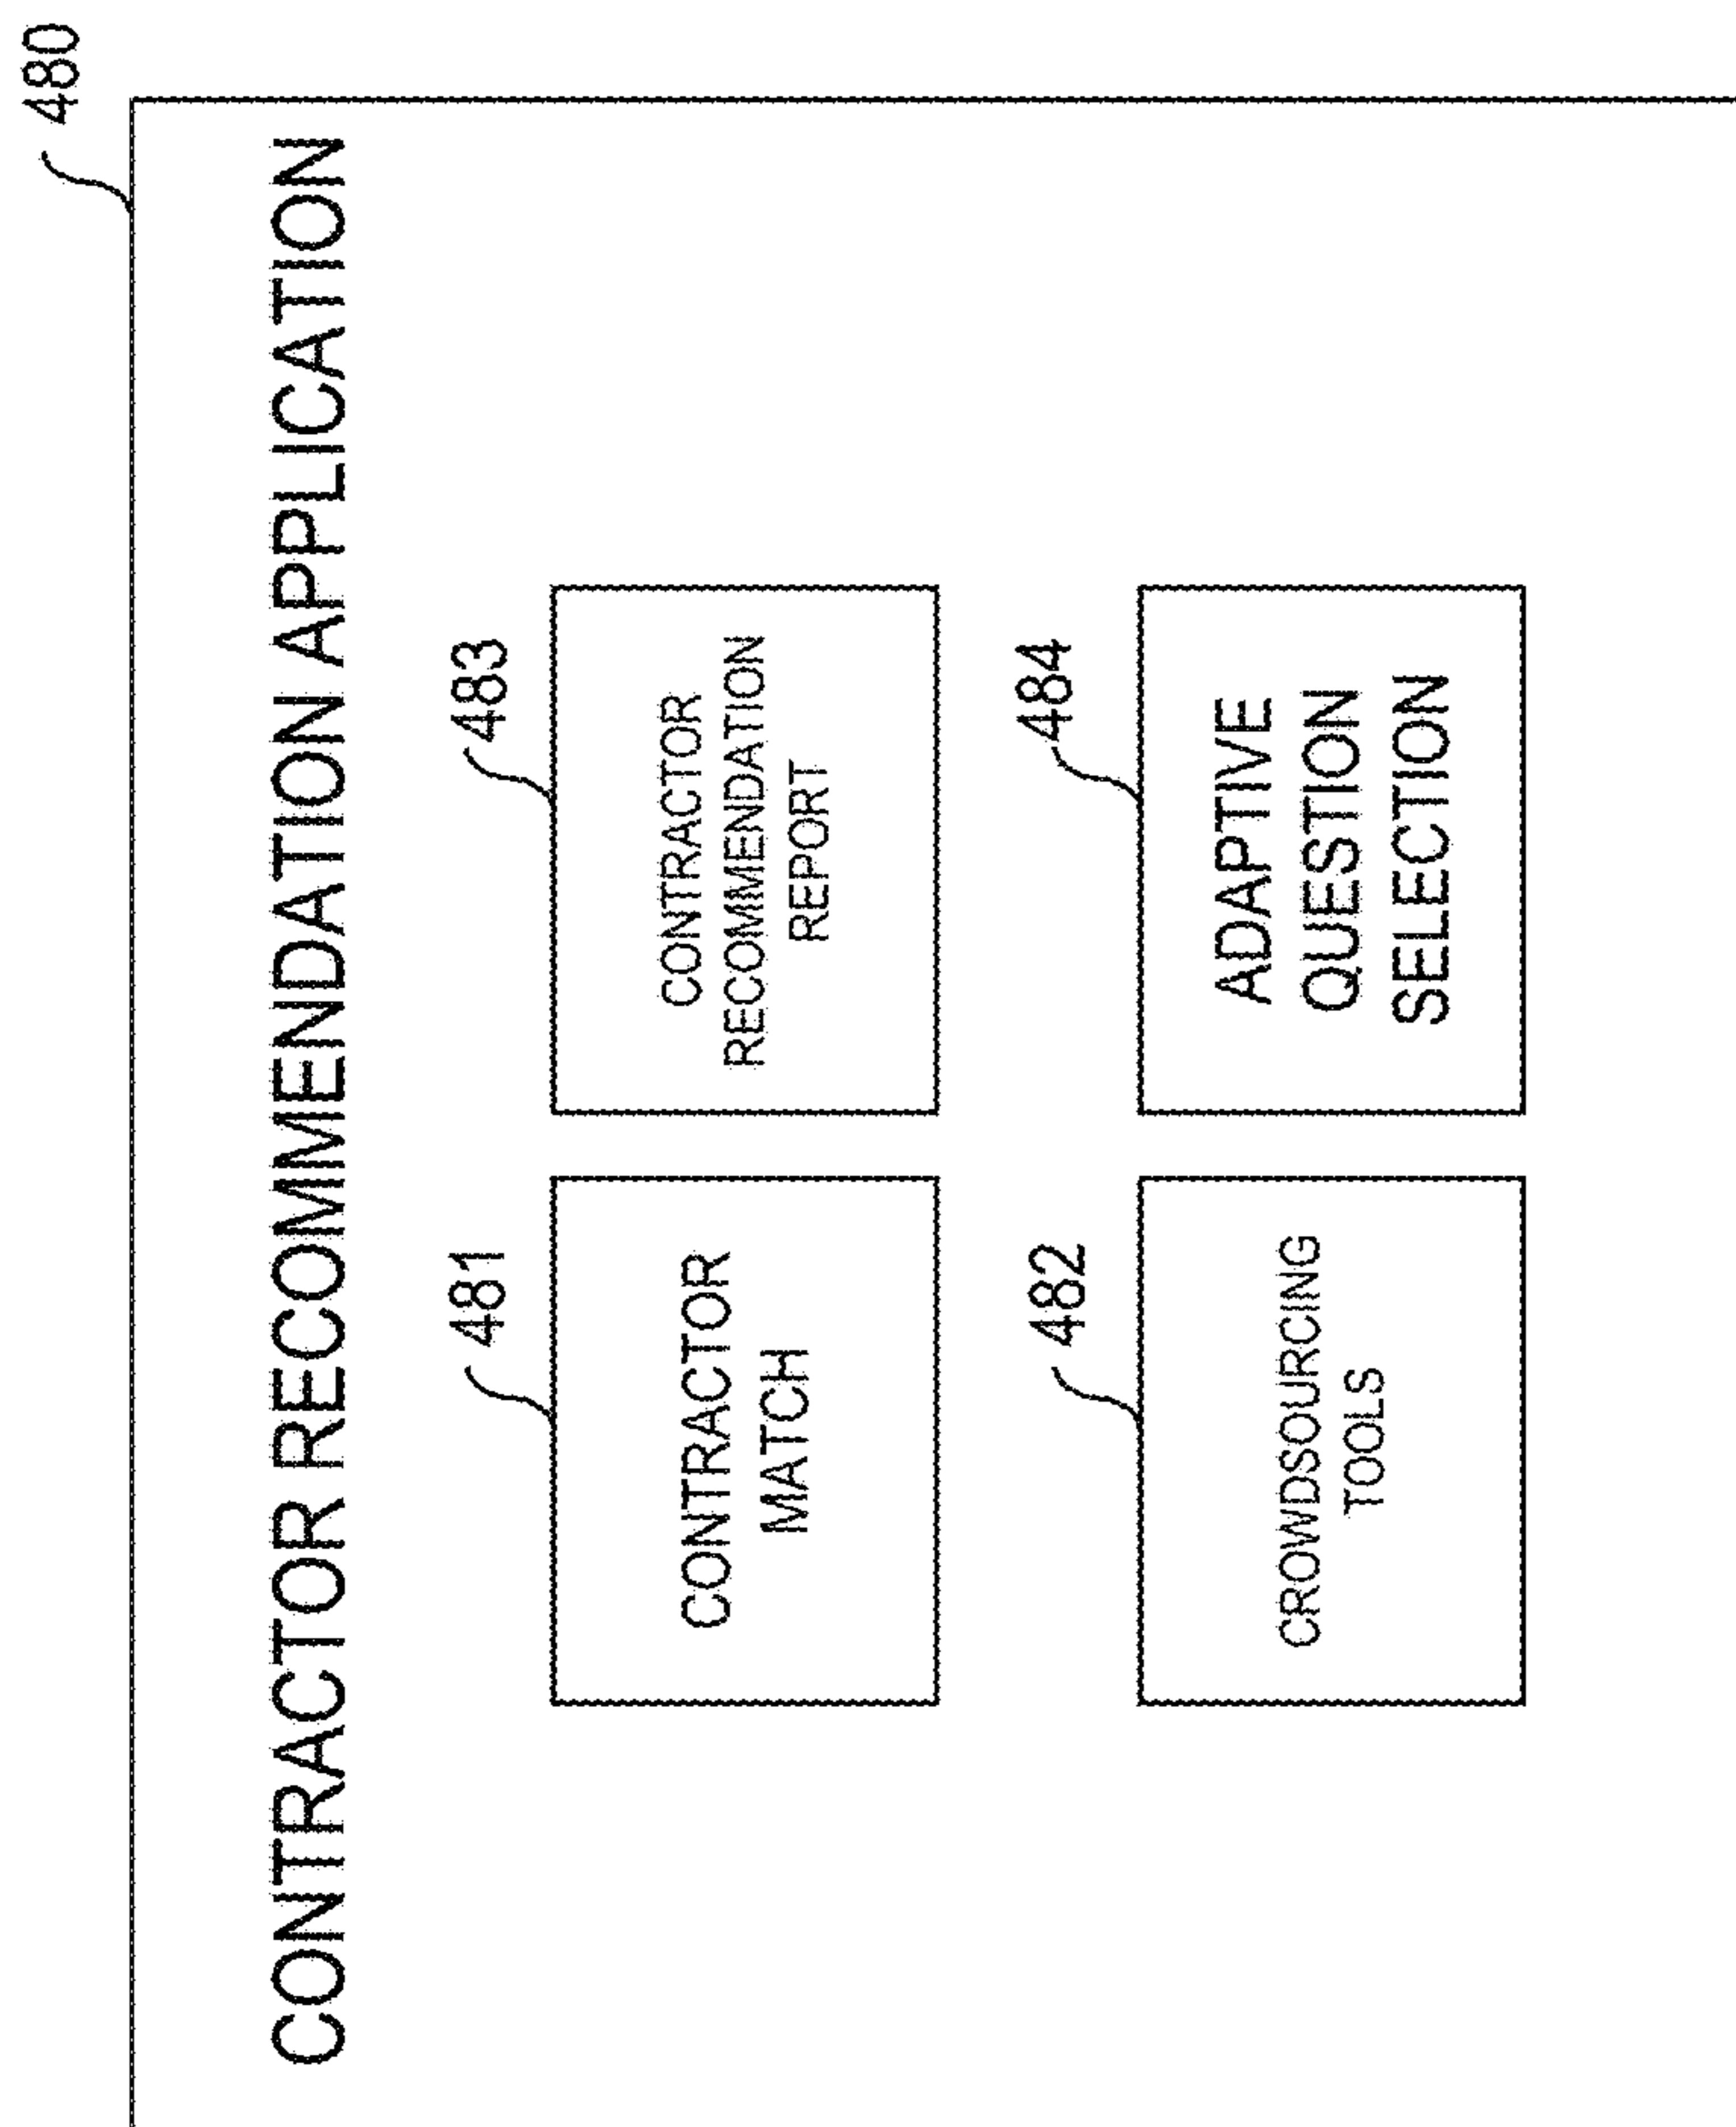 480
CONTRACTOR RECOMMENDATION APPLICATION
481
CONTRACTOR
MATCH
483
CONTRACTOR
RECOMMENDATION
REPORT
482
CROWDSOURCING
TOOLS
484
ADAPTIVE
QUESTION
SELECTION